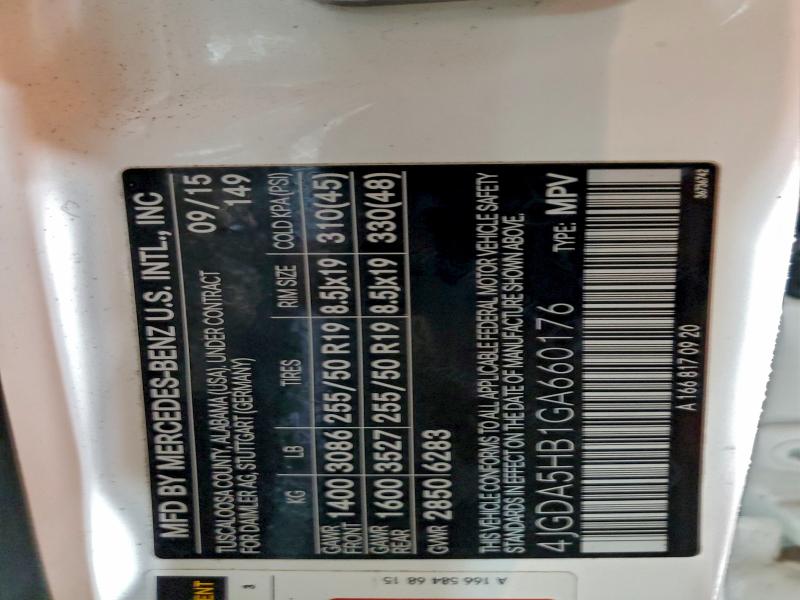 MFD BY MERCEDES-BENZ U.S. INTL., INC
TUSCALOOSA COUNTY, ALABAMA (USA), UNDER CONTRACT 09/15
FOR DAIMLER AG, STUTTGART (GERMANY) 149
KG LB TIRES RIM SIZE COLD KPA (PSI)
GAWR FRONT 1400 3086 255/50 R19 8.5Jx19 310(45)
GAWR REAR 1600 3527 255/50 R19 8.5Jx19 330(48)
GWR 2850 6283
THIS VEHICLE CONFORMS TO ALL APPLICABLE FEDERAL MOTOR VEHICLE SAFETY
STANDARDS IN EFFECT ON THE DATE OF MANUFACTURE SHOWN ABOVE.
4JGDA5HB1GA660176 TYPE: MPV
A 166 817 09 20 36736742
A 166 584 68 15
3